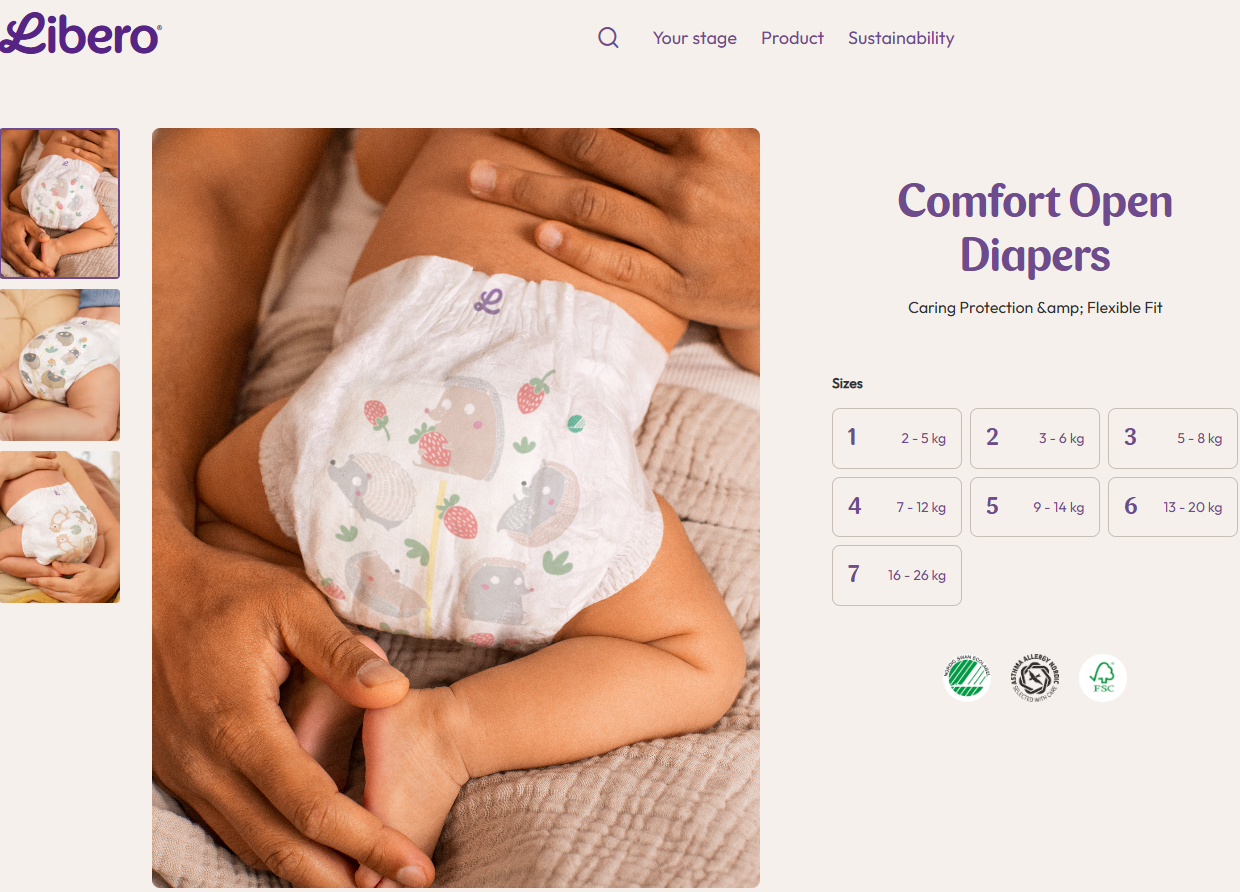 Libero®
Your stage Product Sustainability
Comfort Open
Diapers
Caring Protection &amp; Flexible Fit
Sizes
1 2 - 5 kg
2 3 - 6 kg
3 5 - 8 kg
4 7 - 12 kg
5 9 - 14 kg
6 13 - 20 kg
7 16 - 26 kg
NORDIC SWAN ECOLABEL
ASTHMA ALLERGY NORDIC
SELECTED WITH CARE
FSC